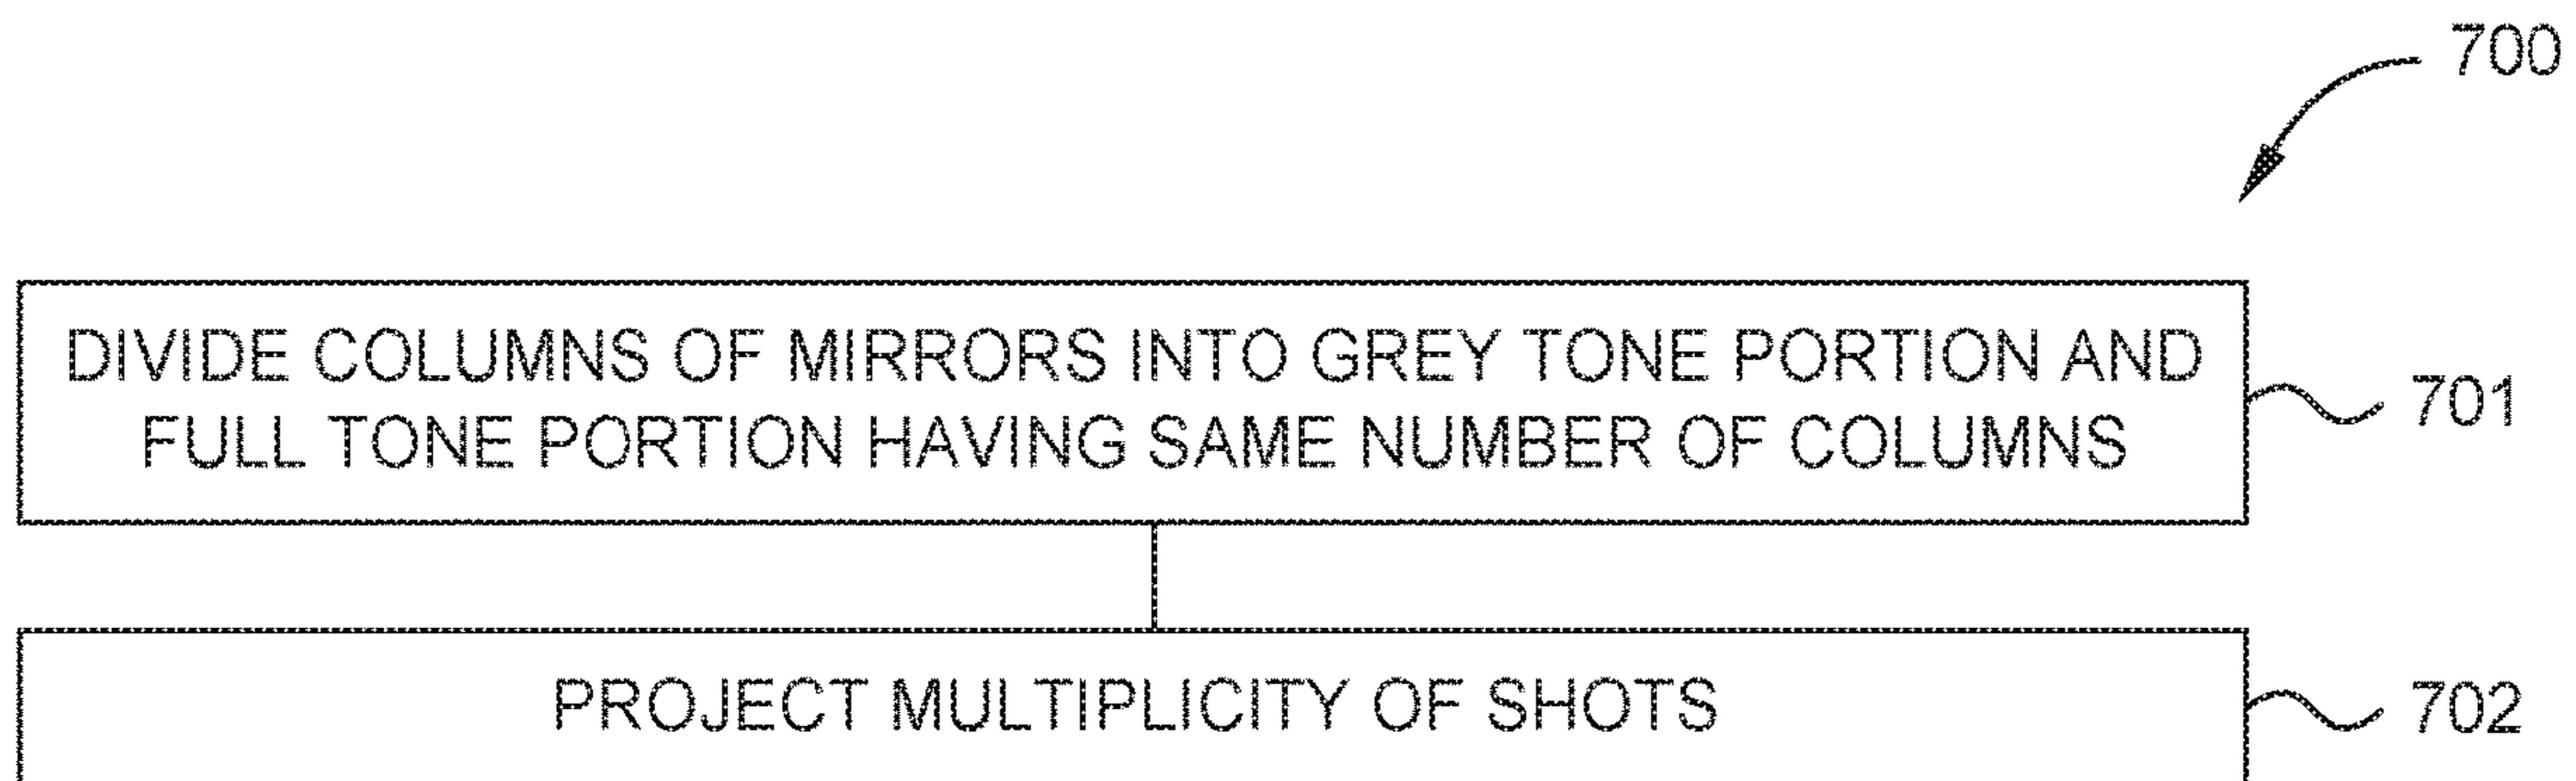 700
DIVIDE COLUMNS OF MIRRORS INTO GREY TONE PORTION AND
FULL TONE PORTION HAVING SAME NUMBER OF COLUMNS
701
PROJECT MULTIPLICITY OF SHOTS
702